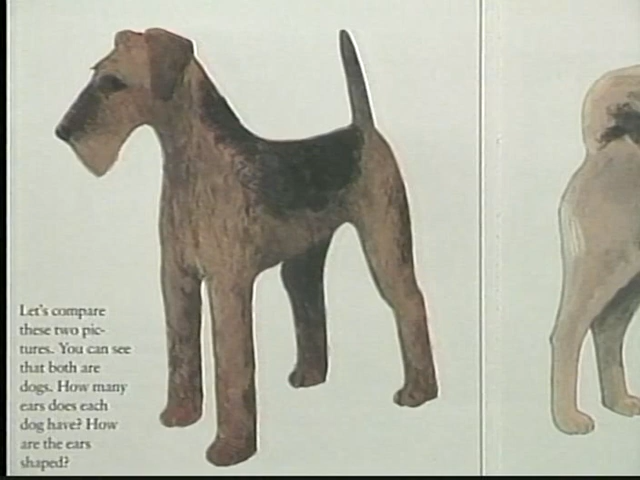 Let's compare
these two pic-
tures. You can see
that both are
dogs. How many
ears does each
dog have? How
are the ears
shaped?